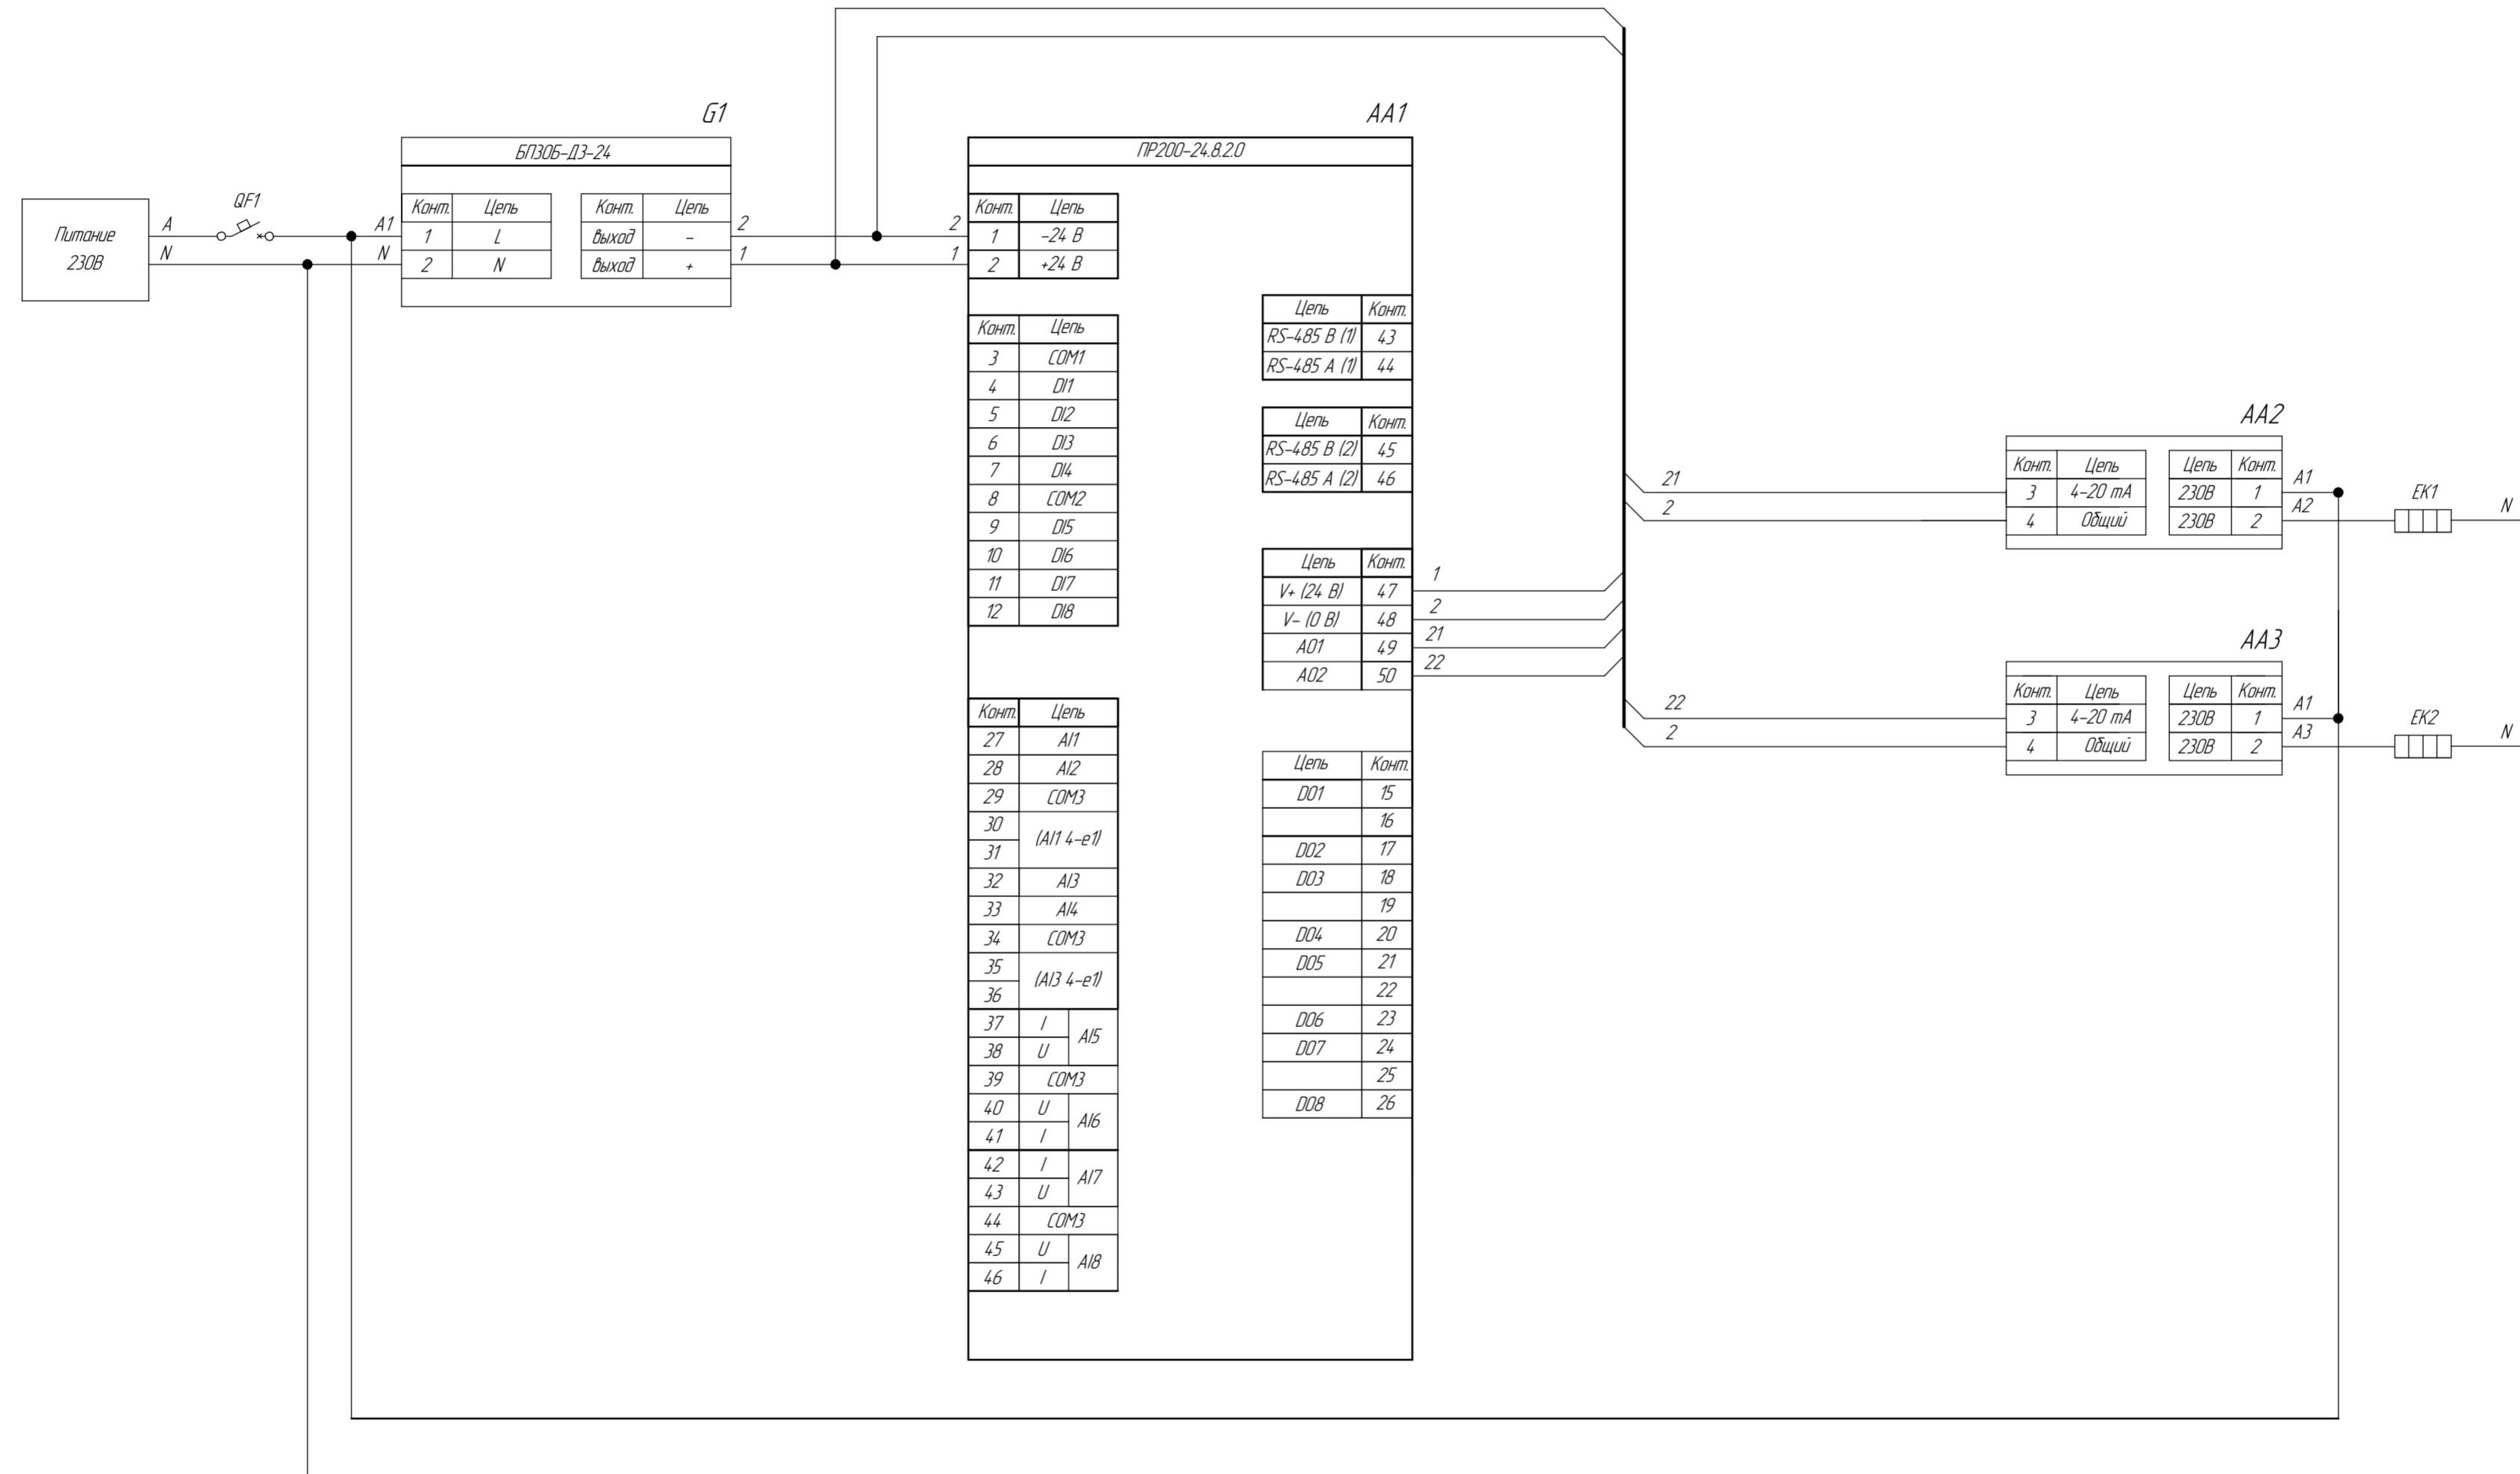 G1
AA1
БП30Б-Д3-24
ПР200-24.8.2.0
Питание
230В
A
N
QF1
A1
N
Конт. Цепь
1 L
2 N
Конт. Цепь
выход -
выход +
2
1
2
1
Конт. Цепь
1 -24 В
2 +24 В
Конт. Цепь
3 COM1
4 DI1
5 DI2
6 DI3
7 DI4
8 COM2
9 DI5
10 DI6
11 DI7
12 DI8
Конт. Цепь
27 AI1
28 AI2
29 COM3
30
(AI1 4-е1)
31
32 AI3
33 AI4
34 COM3
35
(AI3 4-е1)
36
37 I
AI5
38 U
39 COM3
40 U
AI6
41 I
42 I
AI7
43 U
44 COM3
45 U
AI8
46 I
Цепь Конт.
RS-485 B (1) 43
RS-485 A (1) 44
Цепь Конт.
RS-485 B (2) 45
RS-485 A (2) 46
Цепь Конт.
V+ (24 В) 47
V- (0 В) 48
AO1 49
AO2 50
1
2
21
22
Цепь Конт.
DO1 15
16
DO2 17
DO3 18
19
DO4 20
DO5 21
22
DO6 23
DO7 24
25
DO8 26
AA2
21
2
Конт. Цепь
3 4-20 mA
4 Общий
Цепь Конт.
230В 1
230В 2
A1
A2
EK1
N
AA3
22
2
Конт. Цепь
3 4-20 mA
4 Общий
Цепь Конт.
230В 1
230В 2
A1
A3
EK2
N